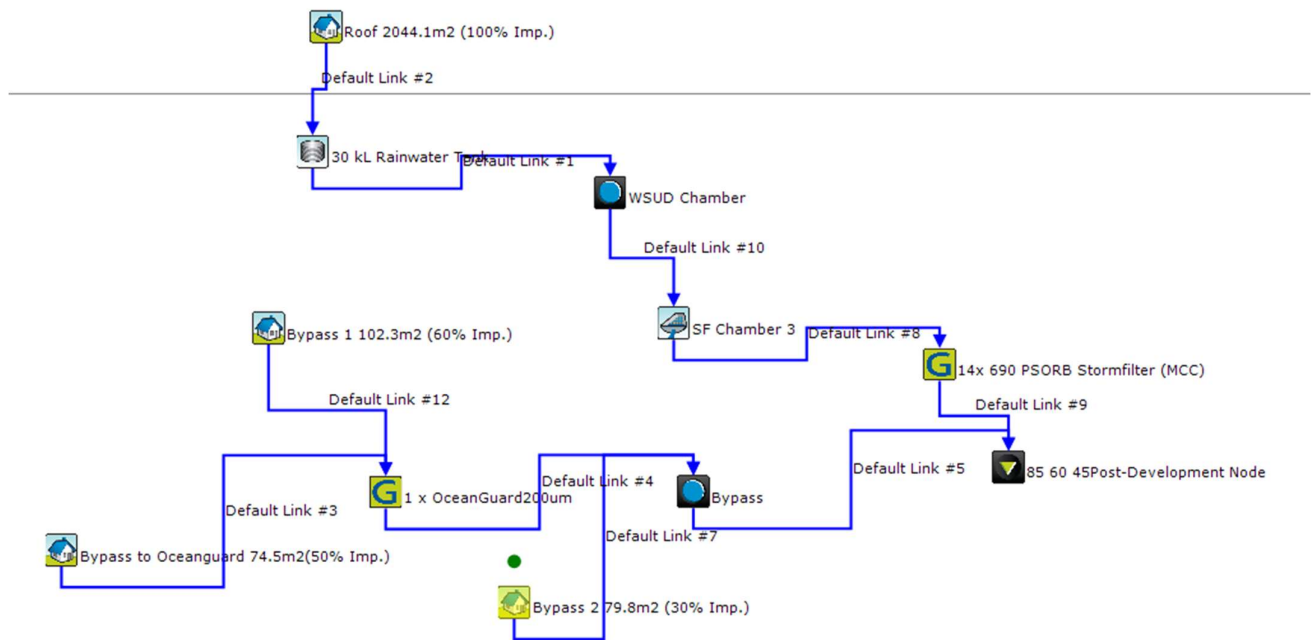 Roof 2044.1m2 (100% Imp.)
Default Link #2
30 kL Rainwater Tank
Default Link #1
WSUD Chamber
Default Link #10
SF Chamber 3
Default Link #8
Bypass 1 102.3m2 (60% Imp.)
14x 690 PSORB Stormfilter (MCC)
Default Link #12
Default Link #9
Default Link #5
85 60 45Post-Development Node
G
G
1 x OceanGuard200um
Default Link #4
Bypass
Default Link #3
Default Link #7
Bypass to Oceanguard 74.5m2(50% Imp.)
Bypass 2 79.8m2 (30% Imp.)